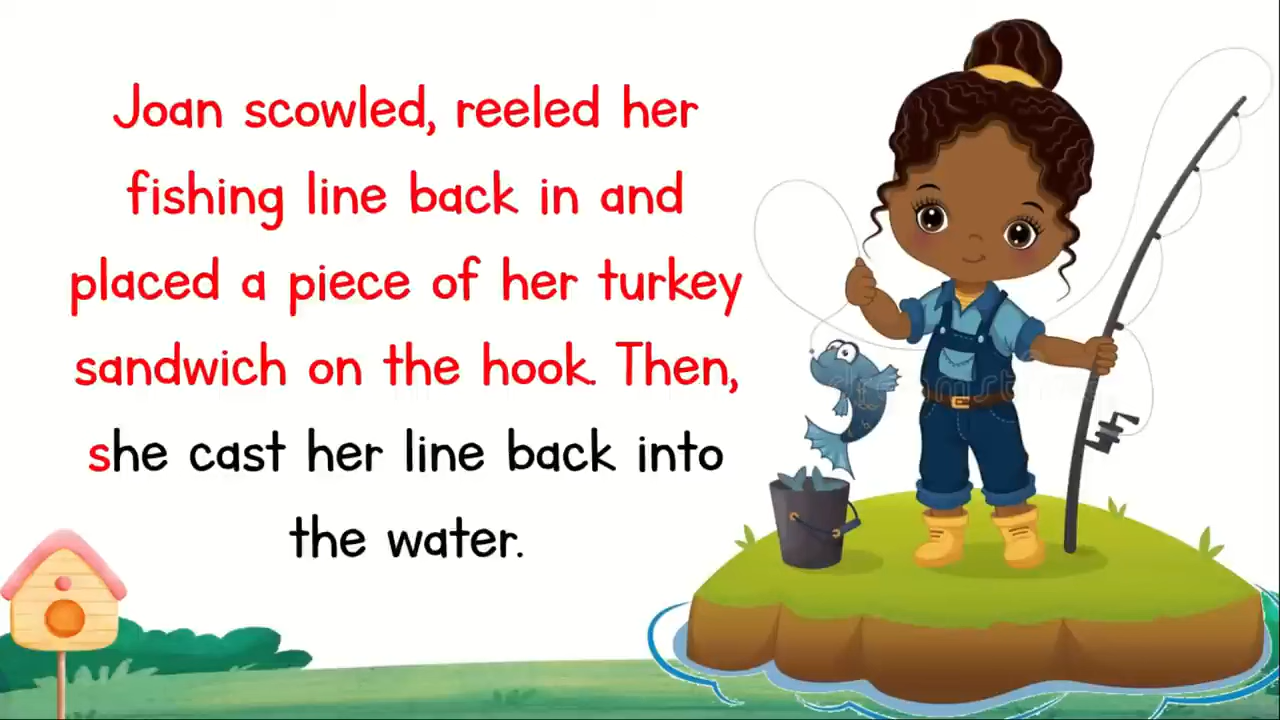 Joan scowled, reeled her
fishing line back in and
placed a piece of her turkey
sandwich on the hook. Then,
she cast her line back into
the water.